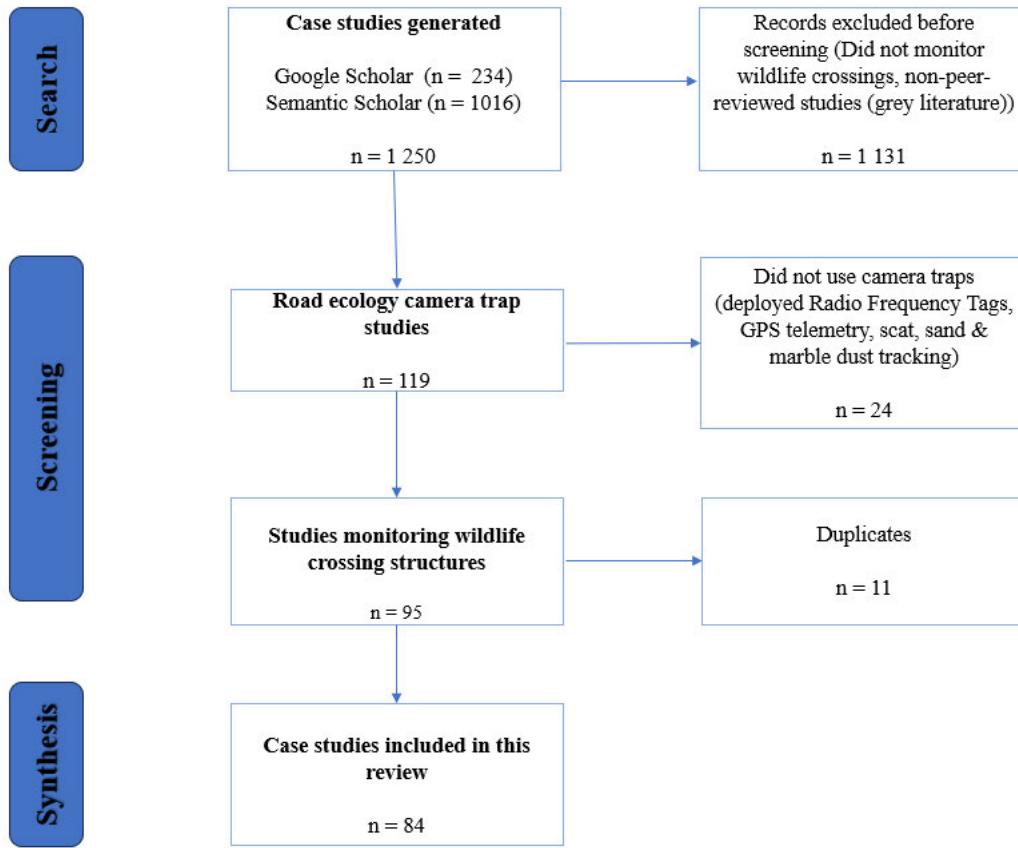 Search
Case studies generated
Google Scholar (n = 234)
Semantic Scholar (n = 1016)
n = 1 250
Records excluded before
screening (Did not monitor
wildlife crossings, non-peer-
reviewed studies (grey literature))
n = 1 131
Screening
Road ecology camera trap
studies
n = 119
Did not use camera traps
(deployed Radio Frequency Tags,
GPS telemetry, scat, sand &
marble dust tracking)
n = 24
Studies monitoring wildlife
crossing structures
n = 95
Duplicates
n = 11
Synthesis
Case studies included in this
review
n = 84